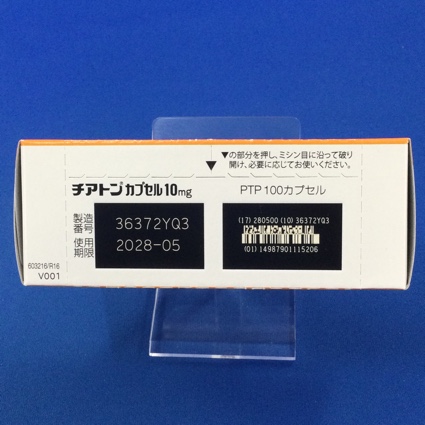 ▼の部分を押し、ミシン目に沿って破り
開け、必要に応じてお使いください。
チアトンカプセル10mg
PTP 100カプセル
製造番号 36372YQ3
使用期限 2028-05
(17) 280500 (10) 36372YQ3
(01) 14987901115206
603216/R16
V001